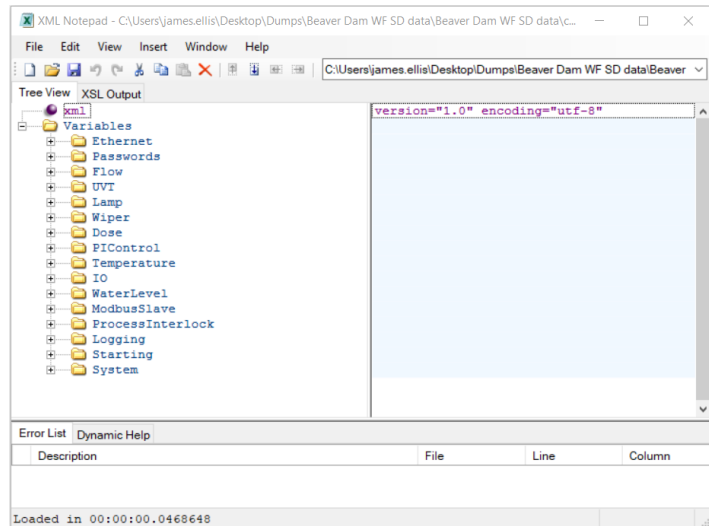 XML Notepad - C:\Users\james.ellis\Desktop\Dumps\Beaver Dam WF SD data\Beaver Dam WF SD data\c...
File Edit View Insert Window Help
C:\Users\james.ellis\Desktop\Dumps\Beaver Dam WF SD data\Beaver
Tree View XSL Output
xml version="1.0" encoding="utf-8"
Variables
Ethernet
Passwords
Flow
UVT
Lamp
Wiper
Dose
PIControl
Temperature
IO
WaterLevel
ModbusSlave
ProcessInterlock
Logging
Starting
System
Error List Dynamic Help
Description File Line Column
Loaded in 00:00:00.0468648